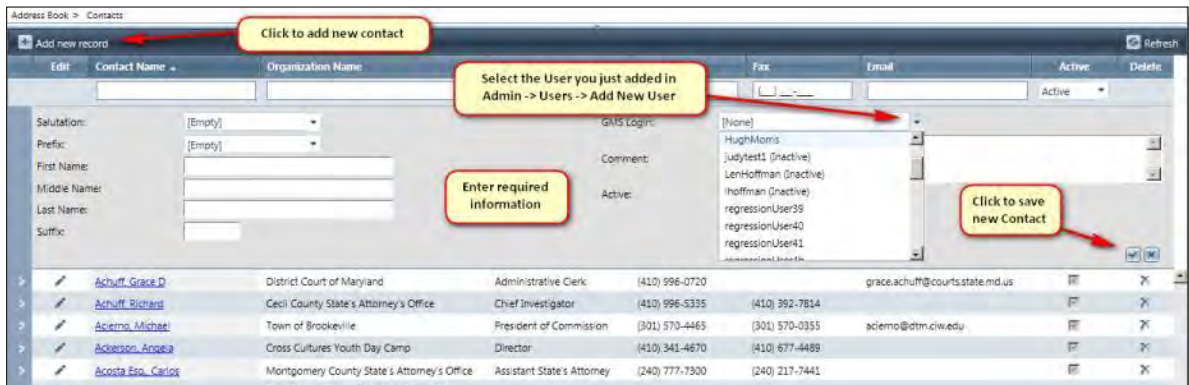 Address Book > Contacts
Add new record
Click to add new contact
Refresh
Edit Contact Name Organization Name Fax Email Active Delete
Select the User you just added in
Admin -> Users -> Add New User
(___) ___-____ Active
Salutation: [Empty] GMS Login: [None]
Prefix: [Empty] HughMorris
First Name: judytest1 (Inactive)
Comment: LenHoffman (Inactive)
Middle Name: lhoffman (Inactive)
Enter required
information
Active:
Last Name: regressionUser39
Suffix: regressionUser40
regressionUser41
Click to save
new Contact
Achuff, Grace D District Court of Maryland Administrative Clerk (410) 996-0720 grace.achuff@courts.state.md.us
Achuff, Richard Cecil County State's Attorney's Office Chief Investigator (410) 996-5335 (410) 392-7814
Acierno, Michael Town of Brookeville President of Commission (301) 570-4465 (301) 570-0355 acierno@dtm.ciw.edu
Ackerson, Angela Cross Cultures Youth Day Camp Director (410) 341-4670 (410) 677-4489
Acosta Esq., Carlos Montgomery County State's Attorney's Office Assistant State's Attorney (240) 777-7300 (240) 217-7441